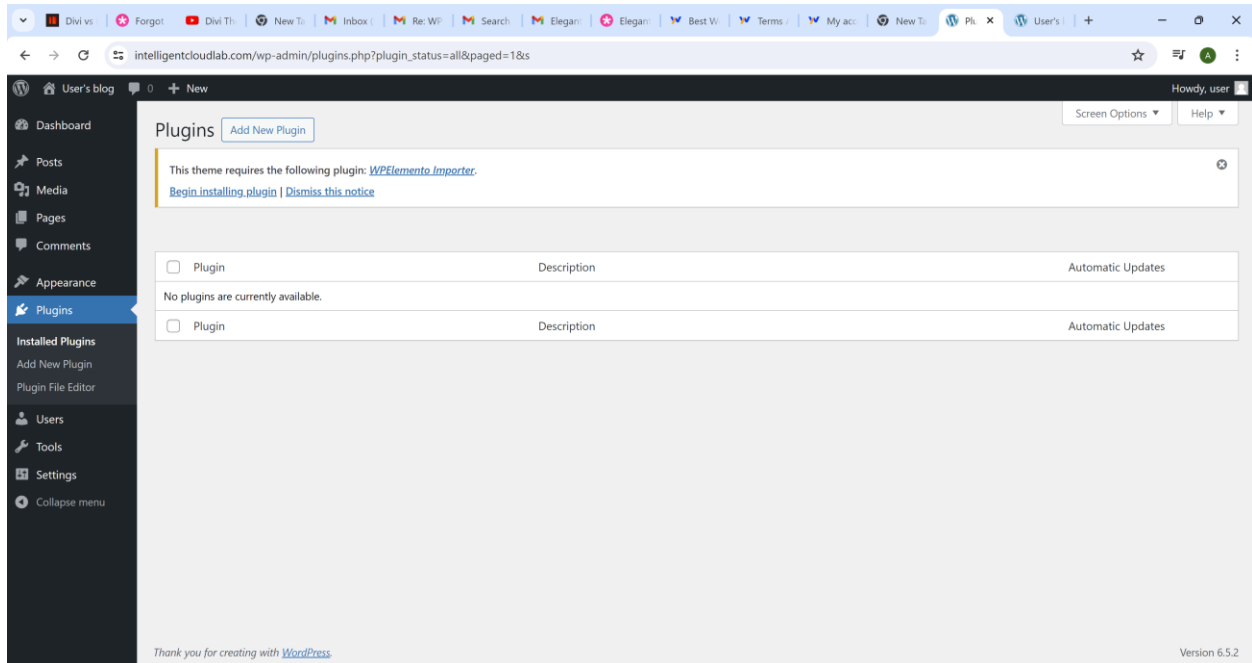 Divi vs Forgot Divi Th New Ta Inbox ( Re: WP Search Elegant Elegant Best W Terms / My acc New Ta Plu User's
intelligentcloudlab.com/wp-admin/plugins.php?plugin_status=all&paged=1&s
A
User's blog 0 New Howdy, user
Screen Options Help
Dashboard
Posts
Media
Pages
Comments
Appearance
Plugins
Installed Plugins
Add New Plugin
Plugin File Editor
Users
Tools
Settings
Collapse menu
Plugins Add New Plugin
This theme requires the following plugin: WPElemento Importer.
Begin installing plugin | Dismiss this notice
Plugin Description Automatic Updates
No plugins are currently available.
Plugin Description Automatic Updates
Thank you for creating with WordPress. Version 6.5.2